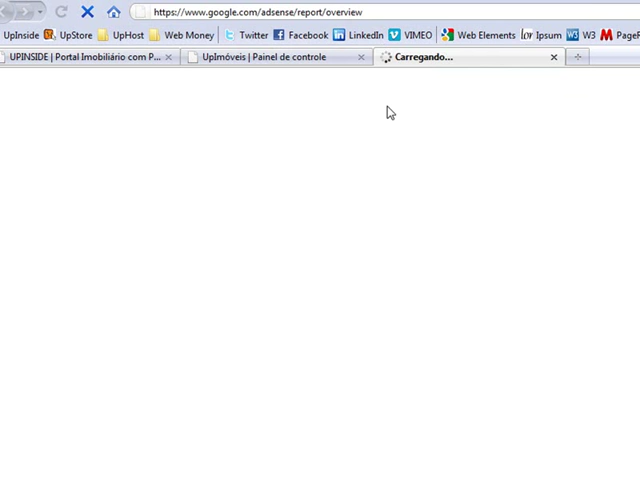 https://www.google.com/adsense/report/overview
UpInside UpStore UpHost Web Money Twitter Facebook LinkedIn VIMEO Web Elements Ipsum W3 PageR
UPINSIDE | Portal Imobiliário com P... UpImóveis | Painel de controle Carregando...